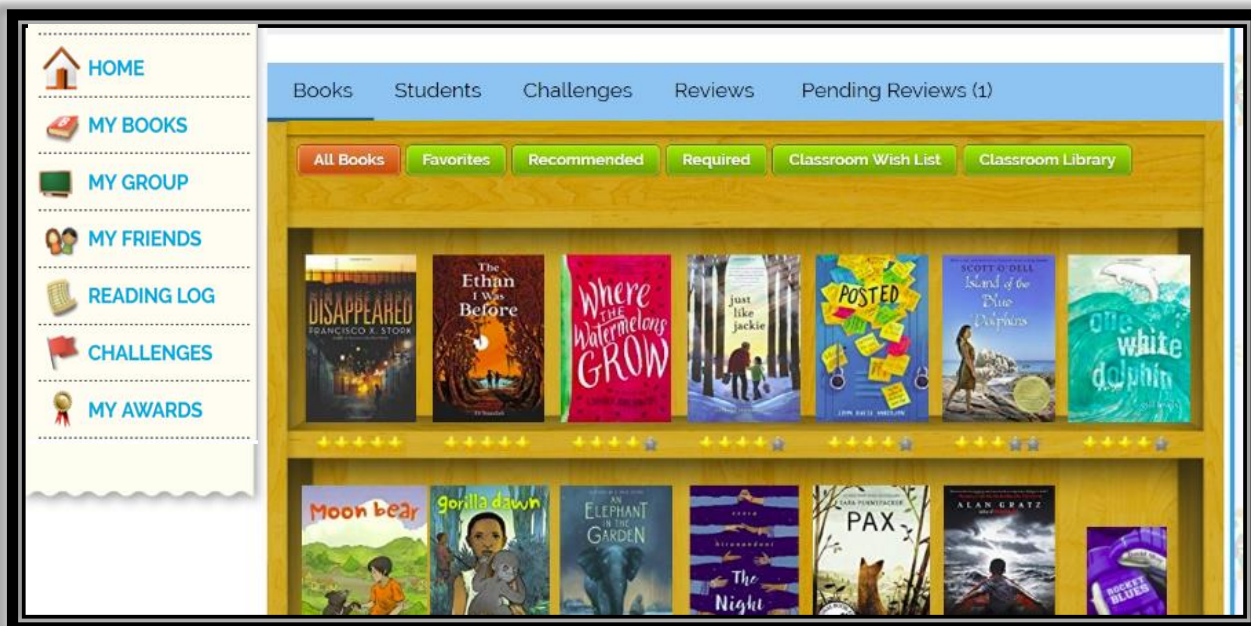 HOME
MY BOOKS
MY GROUP
MY FRIENDS
READING LOG
CHALLENGES
MY AWARDS
Books Students Challenges Reviews Pending Reviews (1)
All Books Favorites Recommended Required Classroom Wish List Classroom Library
DISAPPEARED
FRANCISCO X. STORK
The
Ethan
I Was
Before
Where
THE
Watermelons
GROW
just
like
jackie
POSTED
SCOTT O'DELL
Island of the
Blue
Dolphins
one
white
dolphin
Moon bear
gorilla dawn
AN
ELEPHANT
IN THE
GARDEN
veera
hiranandani
The
Night
SARA PENNYPACKER
PAX
ALAN GRATZ
ROCKET
BLUES